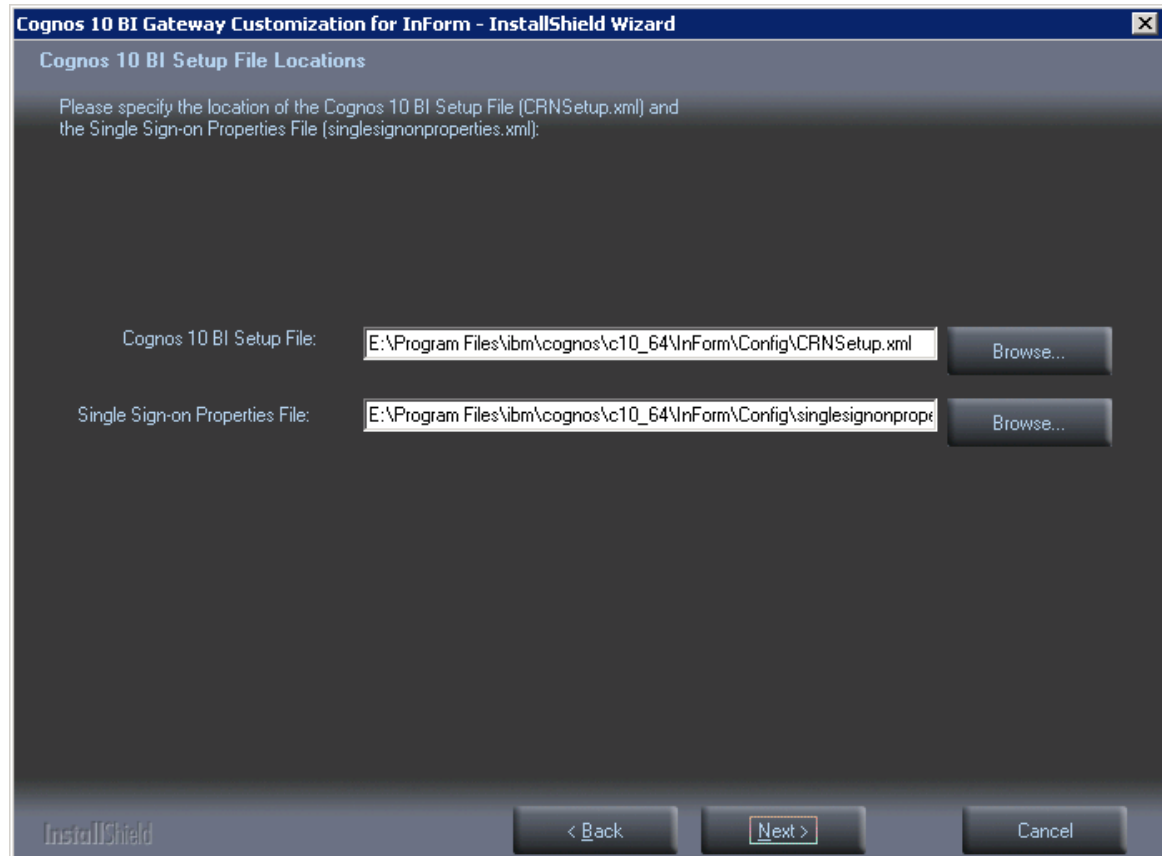 Cognos 10 BI Gateway Customization for InForm - InstallShield Wizard
Cognos 10 BI Setup File Locations
Please specify the location of the Cognos 10 BI Setup File (CRNSetup.xml) and
the Single Sign-on Properties File (singlesignonproperties.xml):
Cognos 10 BI Setup File:
E:\Program Files\ibm\cognos\c10_64\InForm\Config\CRNSetup.xml
Browse...
Single Sign-on Properties File:
E:\Program Files\ibm\cognos\c10_64\InForm\Config\singlesignonprope
Browse...
InstallShield
< Back
Next >
Cancel